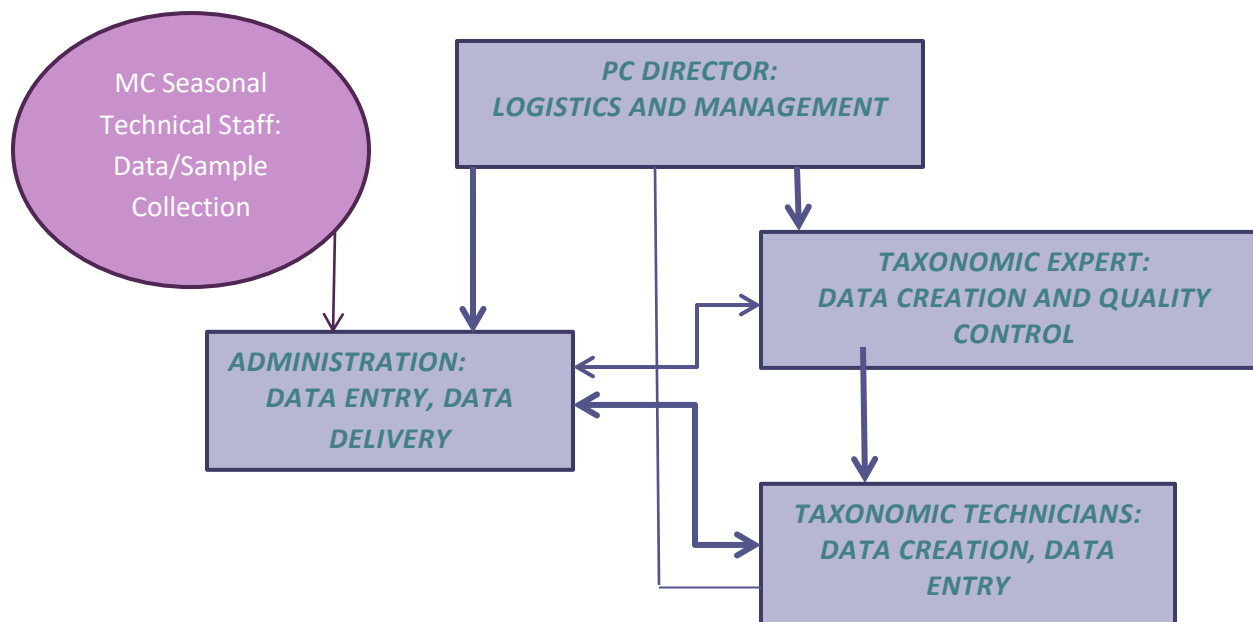 MC Seasonal
Technical Staff:
Data/Sample
Collection
PC DIRECTOR:
LOGISTICS AND MANAGEMENT
TAXONOMIC EXPERT:
DATA CREATION AND QUALITY
CONTROL
ADMINISTRATION:
DATA ENTRY, DATA
DELIVERY
TAXONOMIC TECHNICIANS:
DATA CREATION, DATA
ENTRY